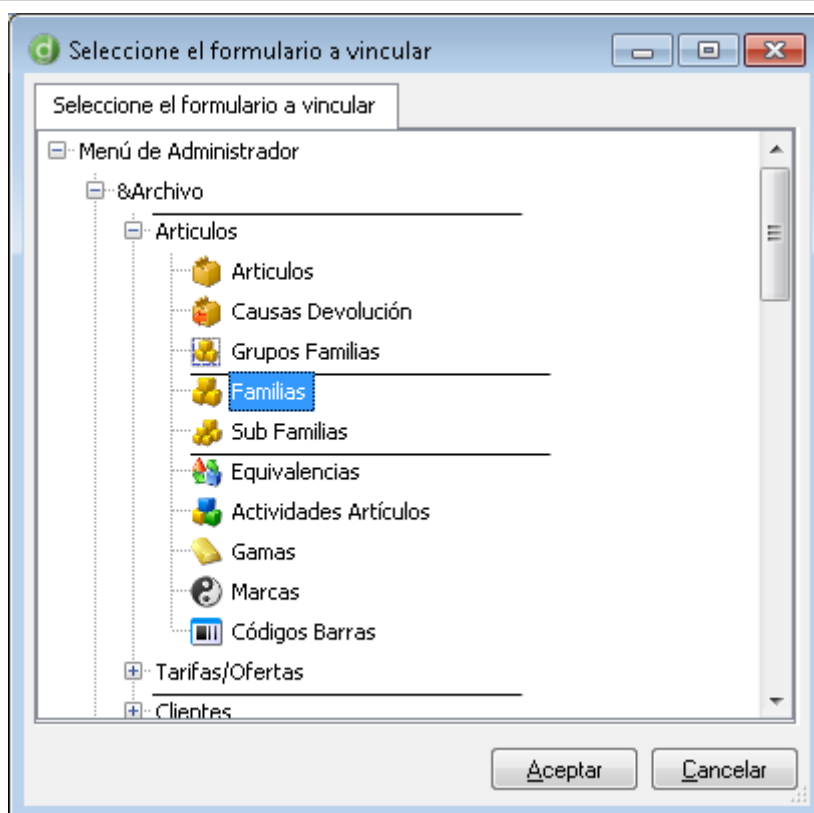 Seleccione el formulario a vincular
Seleccione el formulario a vincular
Menú de Administrador
&Archivo
Articulos
Articulos
Causas Devolución
Grupos Familias
Familias
Sub Familias
Equivalencias
Actividades Artículos
Gamas
Marcas
Códigos Barras
Tarifas/Ofertas
Clientes
Aceptar Cancelar